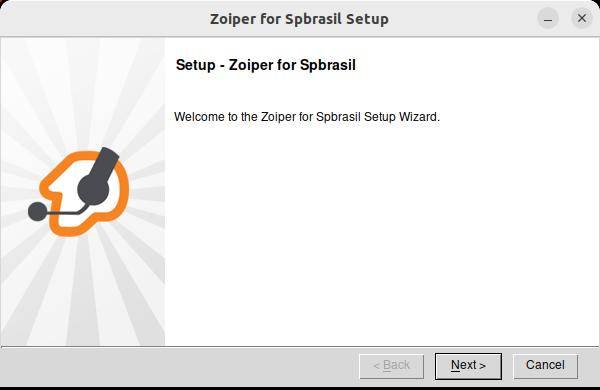 Zoiper for Spbrasil Setup
Setup - Zoiper for Spbrasil
Welcome to the Zoiper for Spbrasil Setup Wizard.
< Back Next > Cancel